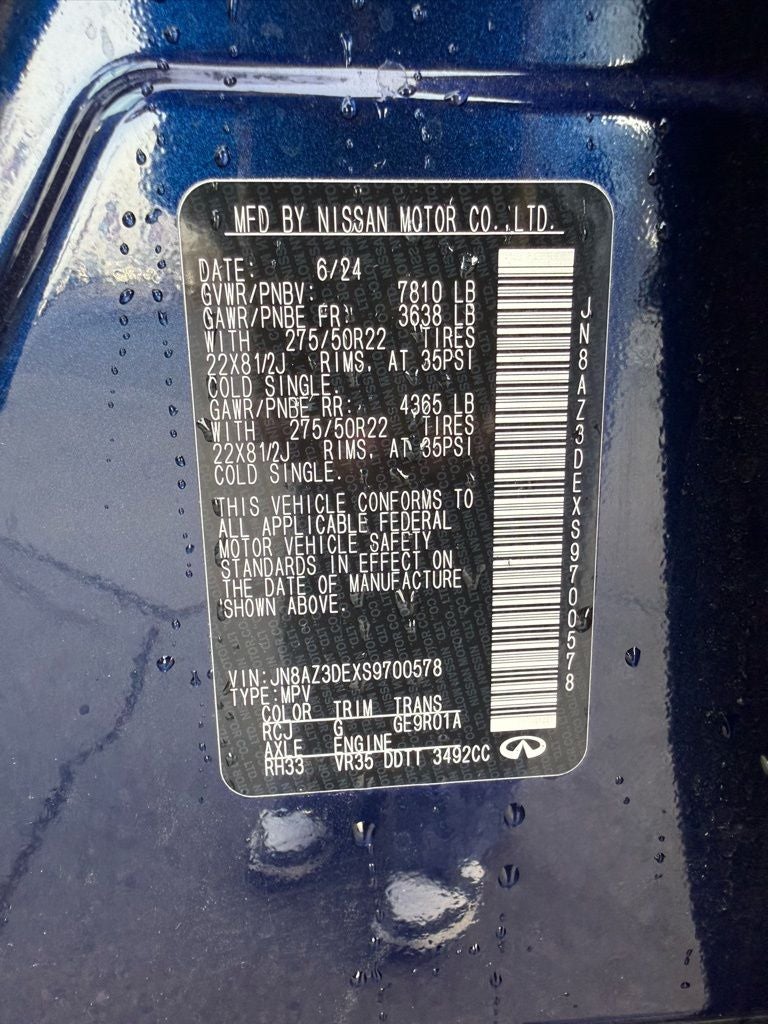 MFD BY NISSAN MOTOR CO.,LTD.
DATE: 6/24
GVWR/PNBV: 7810 LB
GAWR/PNBE FR: 3638 LB
WITH 275/50R22 TIRES
22X81/2J RIMS, AT 35PSI
COLD SINGLE.
GAWR/PNBE RR: 4365 LB
WITH 275/50R22 TIRES
22X81/2J RIMS, AT 35PSI
COLD SINGLE.
THIS VEHICLE CONFORMS TO
ALL APPLICABLE FEDERAL
MOTOR VEHICLE SAFETY
STANDARDS IN EFFECT ON
THE DATE OF MANUFACTURE
SHOWN ABOVE.
VIN:JN8AZ3DEXS9700578
TYPE:MPV
COLOR TRIM TRANS
RCJ G GE9R01A
AXLE ENGINE
RH33 VR35 DDTT 3492CC
JN8AZ3DEXS9700578